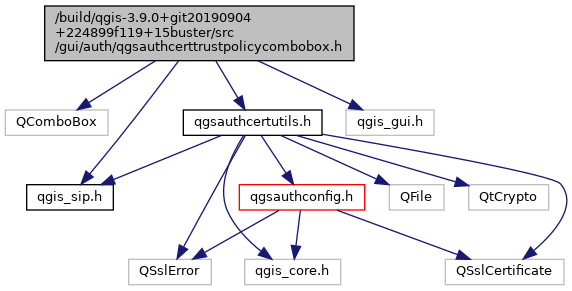 /build/qgis-3.9.0+git20190904
+224899f119+15buster/src
/gui/auth/qgsauthcerttrustpolicycombobox.h
QComboBox
qgsauthcertutils.h
qgis_gui.h
qgis_sip.h
qgsauthconfig.h
QFile
QtCrypto
QSslError
qgis_core.h
QSslCertificate